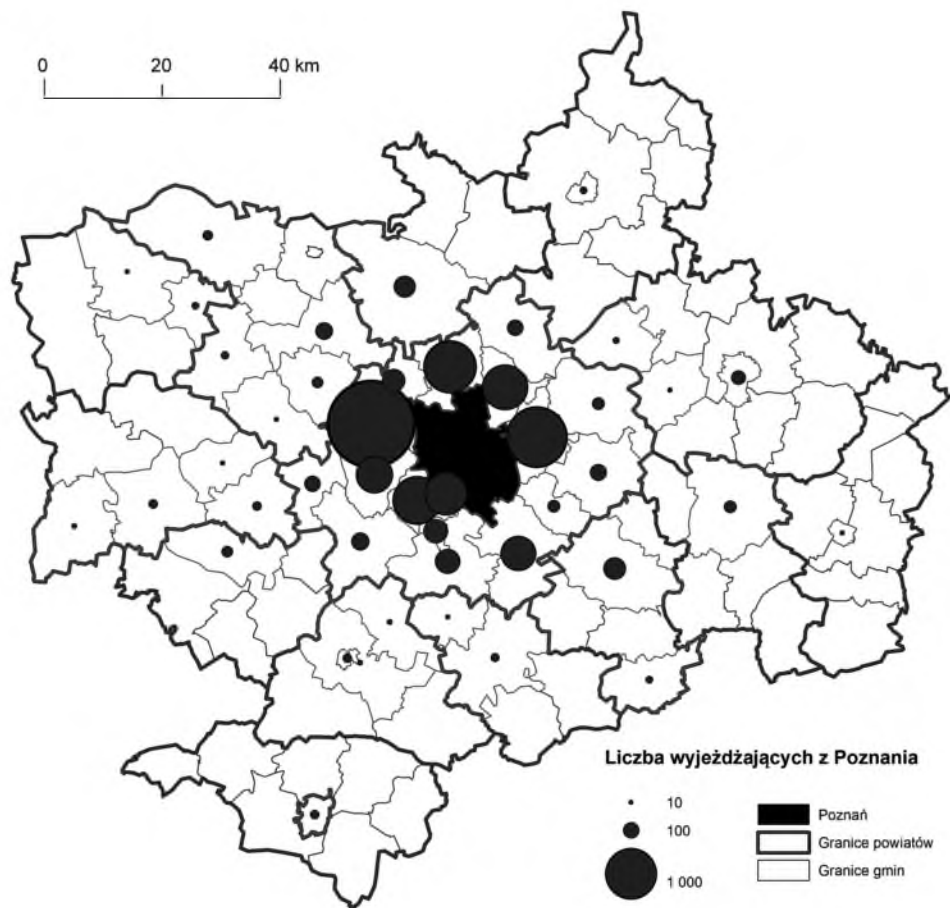 0 20 40 km
Liczba wyjeżdżających z Poznania
10
100
1 000
Poznań
Granice powiatów
Granice gmin